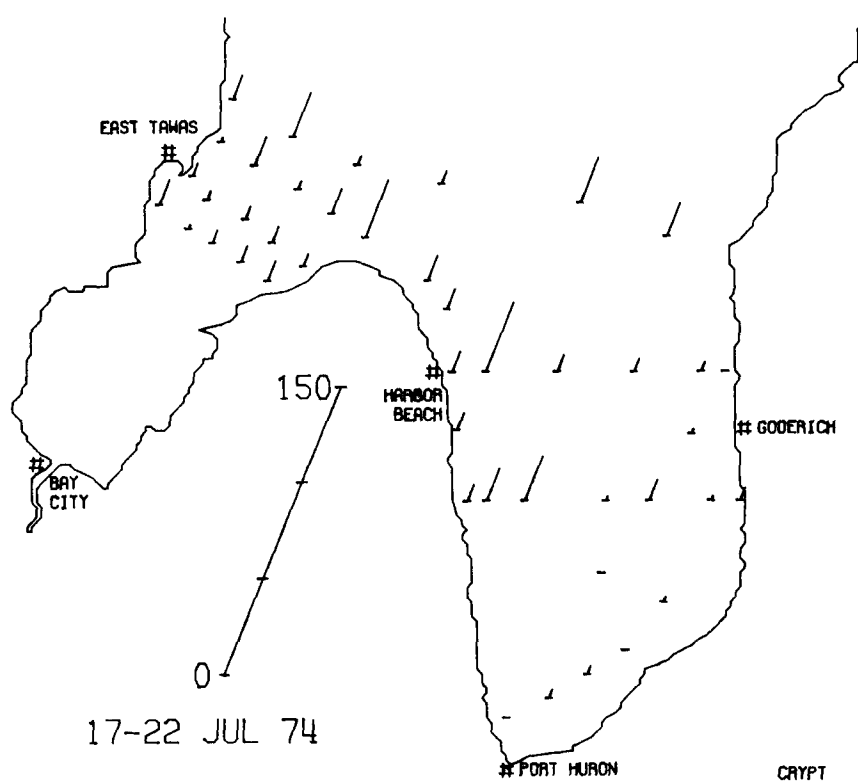 EAST TAWAS
150
HARBOR
BEACH
GODERICH
BAY
CITY
0
17-22 JUL 74
PORT HURON
CRYPT